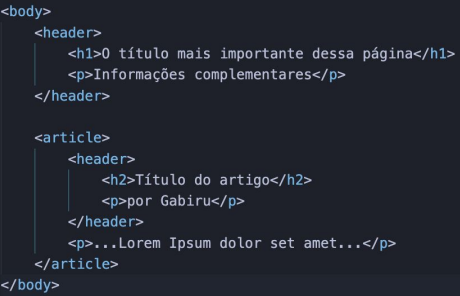 <body>
<header>
<h1>O título mais importante dessa página</h1>
<p>Informações complementares</p>
</header>
<article>
<header>
<h2>Título do artigo</h2>
<p>por Gabiru</p>
</header>
<p>...Lorem Ipsum dolor set amet...</p>
</article>
</body>